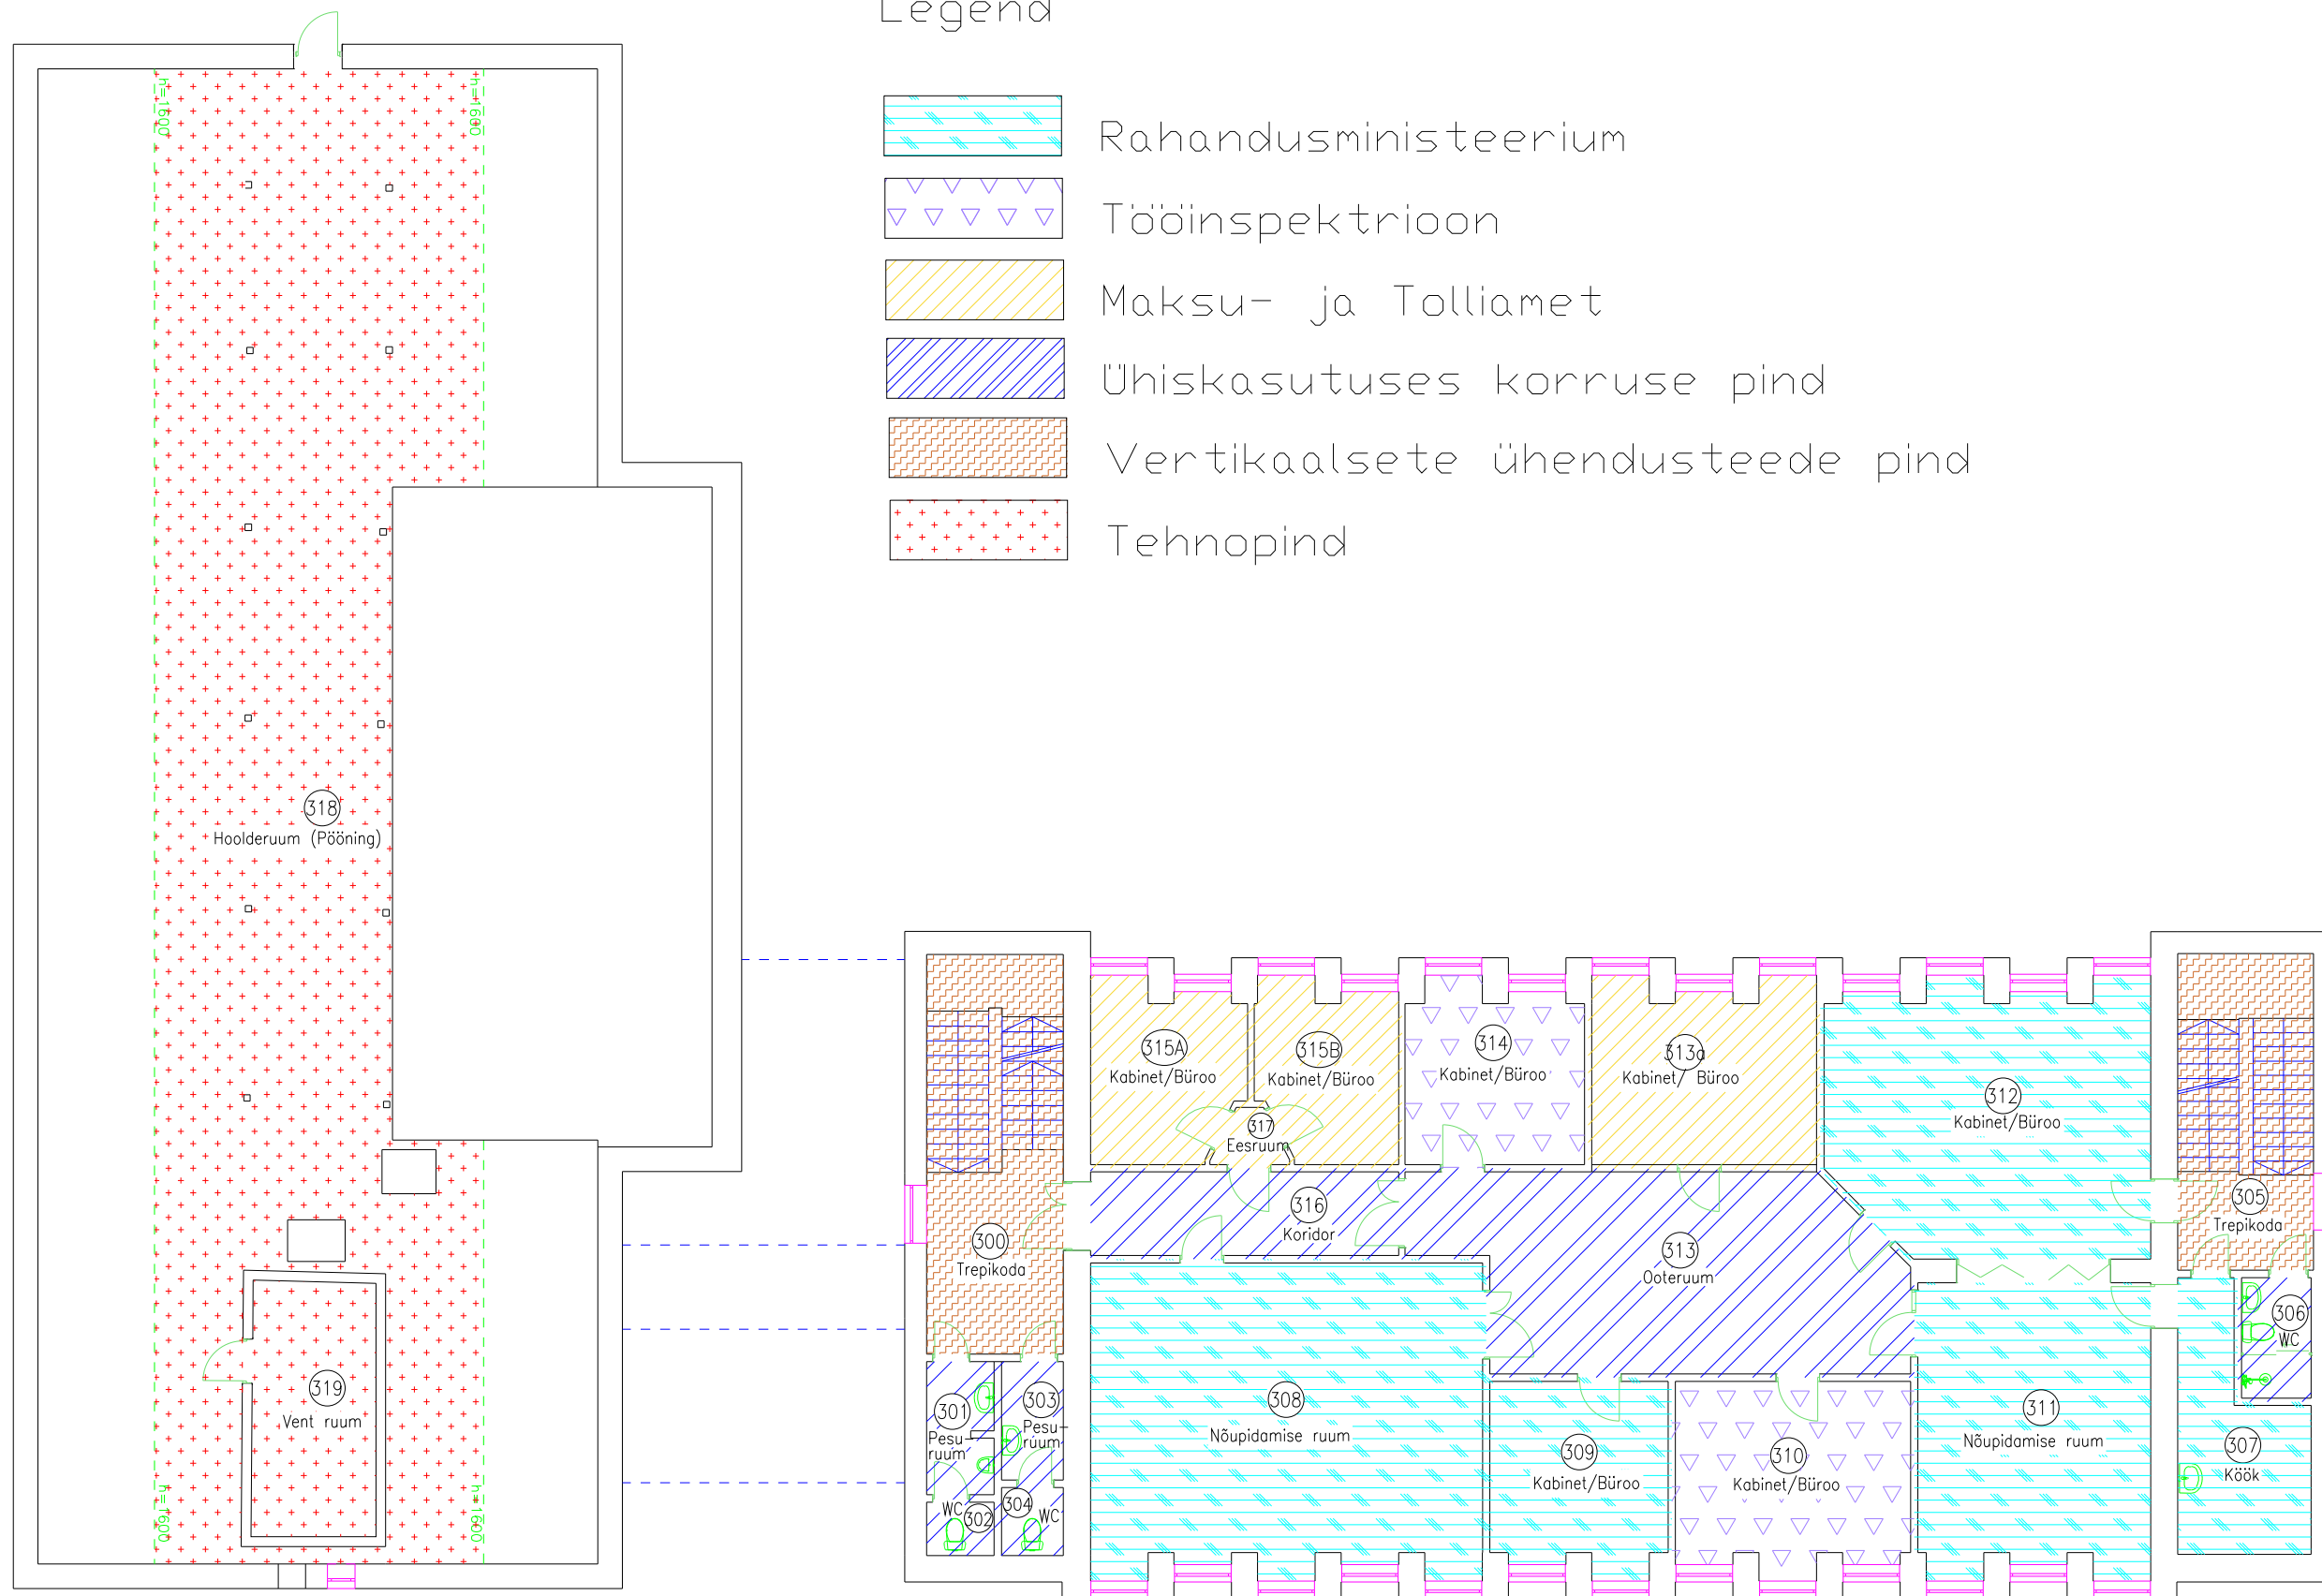 Legend
Rahandusministeerium
Tööinspektrioon
Maksu- ja Tolliamet
Ühiskasutuses korruse pind
Vertikaalsete ühendusteede pind
Tehnopind
h=1600
h=1600
318
Hoolderuum (Pööning)
319
Vent ruum
h=1600
h=1600
315A
Kabinet/Büroo
315B
Kabinet/Büroo
314
Kabinet/Büroo
313a
Kabinet/ Büroo
312
Kabinet/Büroo
317
Eesruum
316
Koridor
313
Ooteruum
300
Trepikoda
305
Trepikoda
306
WC
301
Pesu-
ruum
303
Pesu-
ruum
302
WC
304
WC
308
Nõupidamise ruum
309
Kabinet/Büroo
310
Kabinet/Büroo
311
Nõupidamise ruum
307
Köök